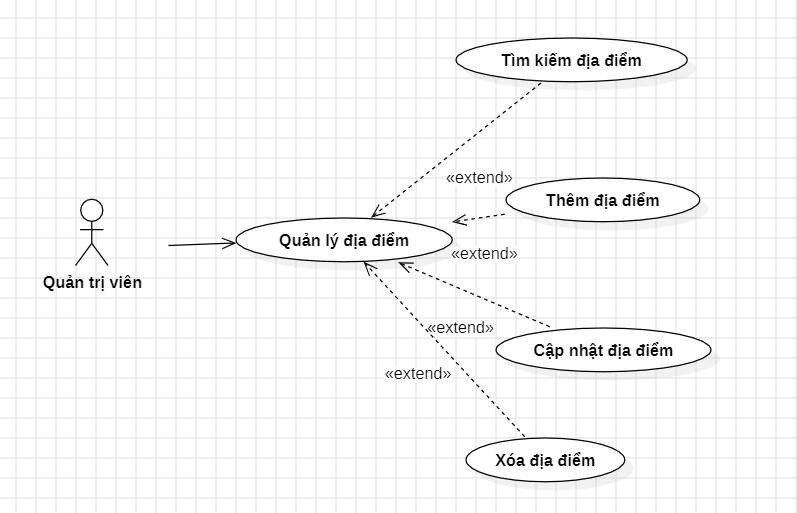 Tìm kiếm địa điểm
«extend»
Thêm địa điểm
Quản lý địa điểm
«extend»
Quản trị viên
«extend»
Cập nhật địa điểm
«extend»
Xóa địa điểm